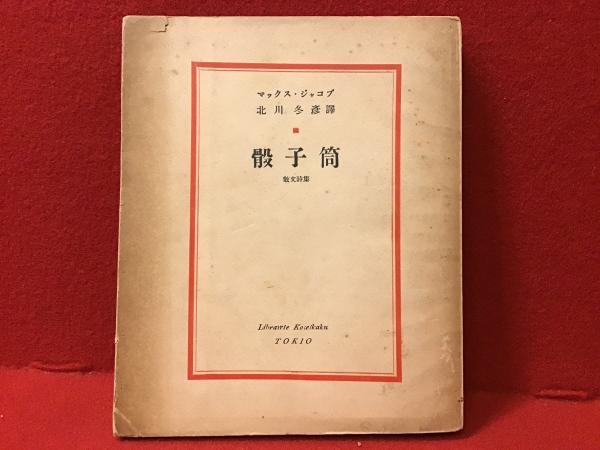 マックス・ジャコブ
北川冬彦譯
骰子筒
散文詩集
Librairie Koseikaku
TOKIO